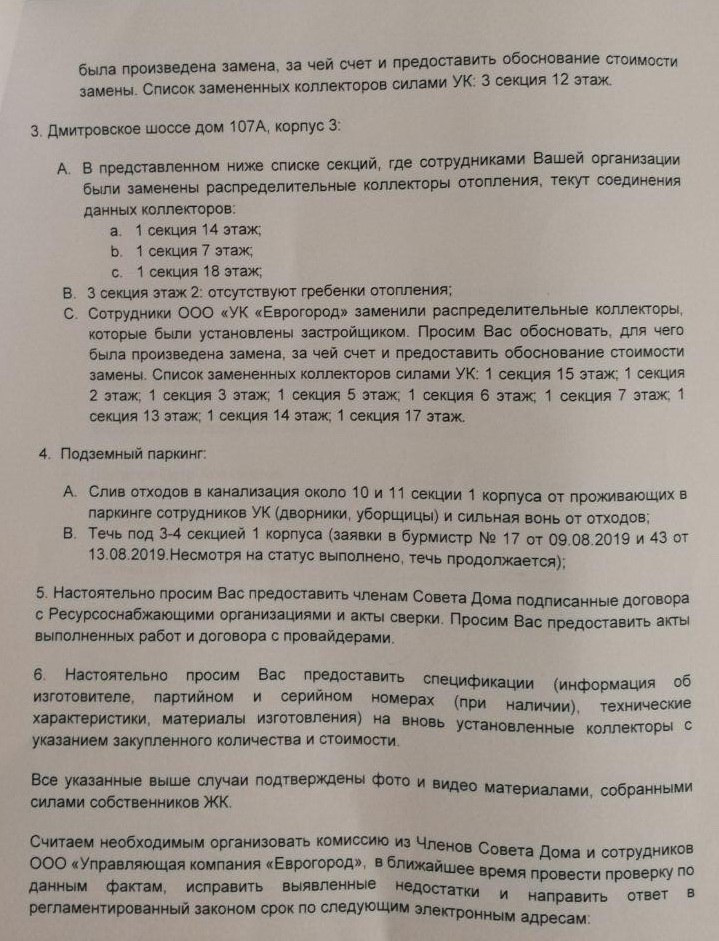 была произведена замена, за чей счет и предоставить обоснование стоимости
замены. Список замененных коллекторов силами УК: 3 секция 12 этаж.
3. Дмитровское шоссе дом 107А, корпус 3:
А. В представленном ниже списке секций, где сотрудниками Вашей организации
были заменены распределительные коллекторы отопления, текут соединения
данных коллекторов:
a. 1 секция 14 этаж;
b. 1 секция 7 этаж;
c. 1 секция 18 этаж;
B. 3 секция этаж 2: отсутствуют гребенки отопления;
C. Сотрудники ООО «УК «Еврогород» заменили распределительные коллекторы,
которые были установлены застройщиком. Просим Вас обосновать, для чего
была произведена замена, за чей счет и предоставить обоснование стоимости
замены. Список замененных коллекторов силами УК: 1 секция 15 этаж; 1 секция
2 этаж; 1 секция 3 этаж; 1 секция 5 этаж; 1 секция 6 этаж; 1 секция 7 этаж; 1
секция 13 этаж; 1 секция 14 этаж; 1 секция 17 этаж.
4. Подземный паркинг:
А. Слив отходов в канализация около 10 и 11 секции 1 корпуса от проживающих в
паркинге сотрудников УК (дворники, уборщицы) и сильная вонь от отходов;
B. Течь под 3-4 секцией 1 корпуса (заявки в бурмистр № 17 от 09.08.2019 и 43 от
13.08.2019.Несмотря на статус выполнено, течь продолжается);
5. Настоятельно просим Вас предоставить членам Совета Дома подписанные договора
с Ресурсоснабжающими организациями и акты сверки. Просим Вас предоставить акты
выполненных работ и договора с провайдерами.
6. Настоятельно просим Вас предоставить спецификации (информация об
изготовителе, партийном и серийном номерах (при наличии), технические
характеристики, материалы изготовления) на вновь установленные коллекторы с
указанием закупленного количества и стоимости.
Все указанные выше случаи подтверждены фото и видео материалами, собранными
силами собственников ЖК.
Считаем необходимым организовать комиссию из Членов Совета Дома и сотрудников
ООО «Управляющая компания «Еврогород», в ближайшее время провести проверку по
данным фактам, исправить выявленные недостатки и направить ответ в
регламентированный законом срок по следующим электронным адресам: